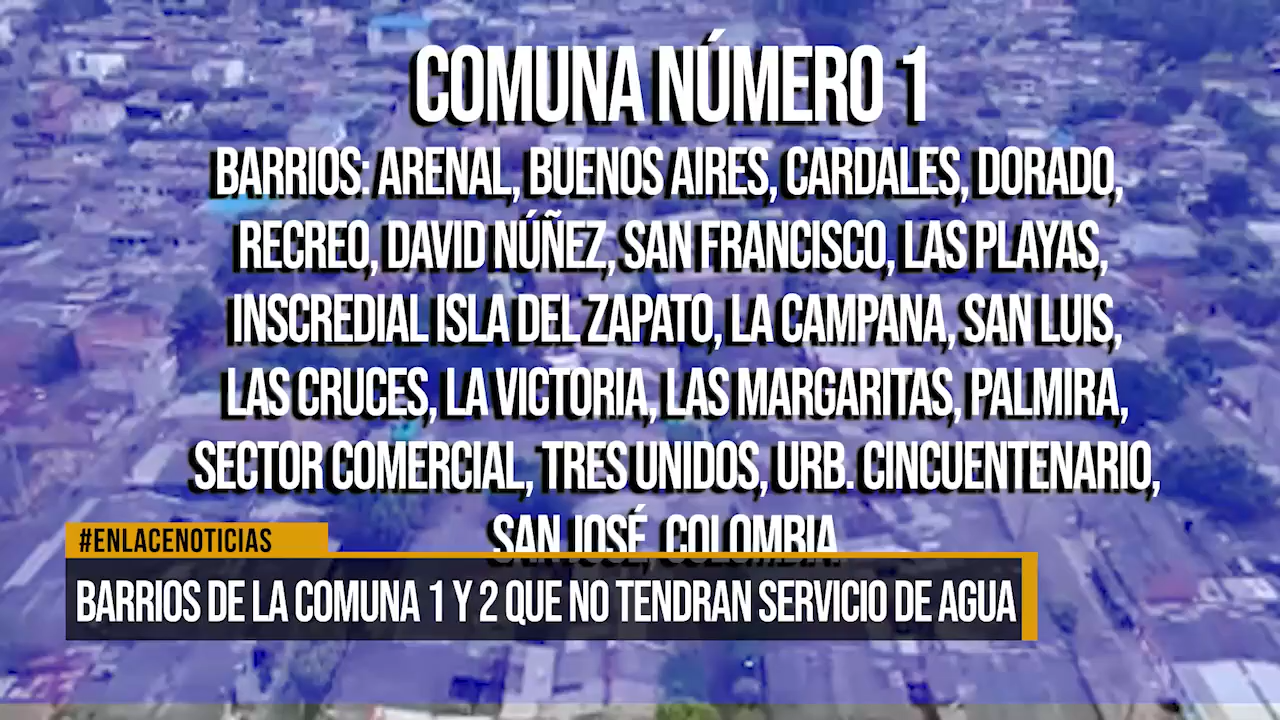 COMUNA NÚMERO 1
BARRIOS: ARENAL, BUENOS AIRES, CARDALES, DORADO,
RECREO, DAVID NÚÑEZ, SAN FRANCISCO, LAS PLAYAS,
INSCREDIAL ISLA DEL ZAPATO, LA CAMPANA, SAN LUIS,
LAS CRUCES, LA VICTORIA, LAS MARGARITAS, PALMIRA,
SECTOR COMERCIAL, TRES UNIDOS, URB. CINCUENTENARIO,
SAN JOSÉ, COLOMBIA.
#ENLACENOTICIAS
BARRIOS DE LA COMUNA 1 Y 2 QUE NO TENDRAN SERVICIO DE AGUA